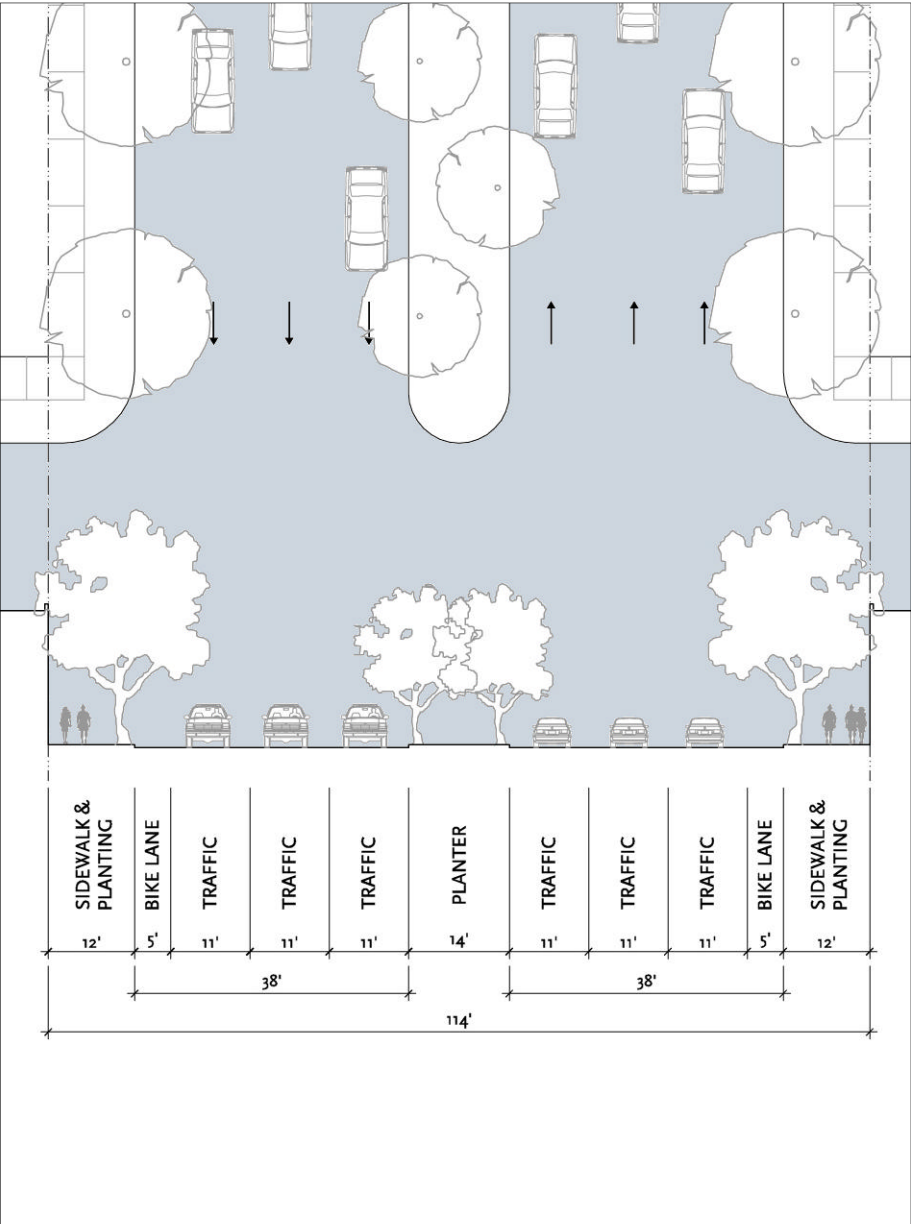 SIDEWALK &
PLANTING
BIKE LANE
TRAFFIC
TRAFFIC
TRAFFIC
PLANTER
TRAFFIC
TRAFFIC
TRAFFIC
BIKE LANE
SIDEWALK &
PLANTING
12' 5' 11' 11' 11' 14' 11' 11' 11' 5' 12'
38' 38'
114'